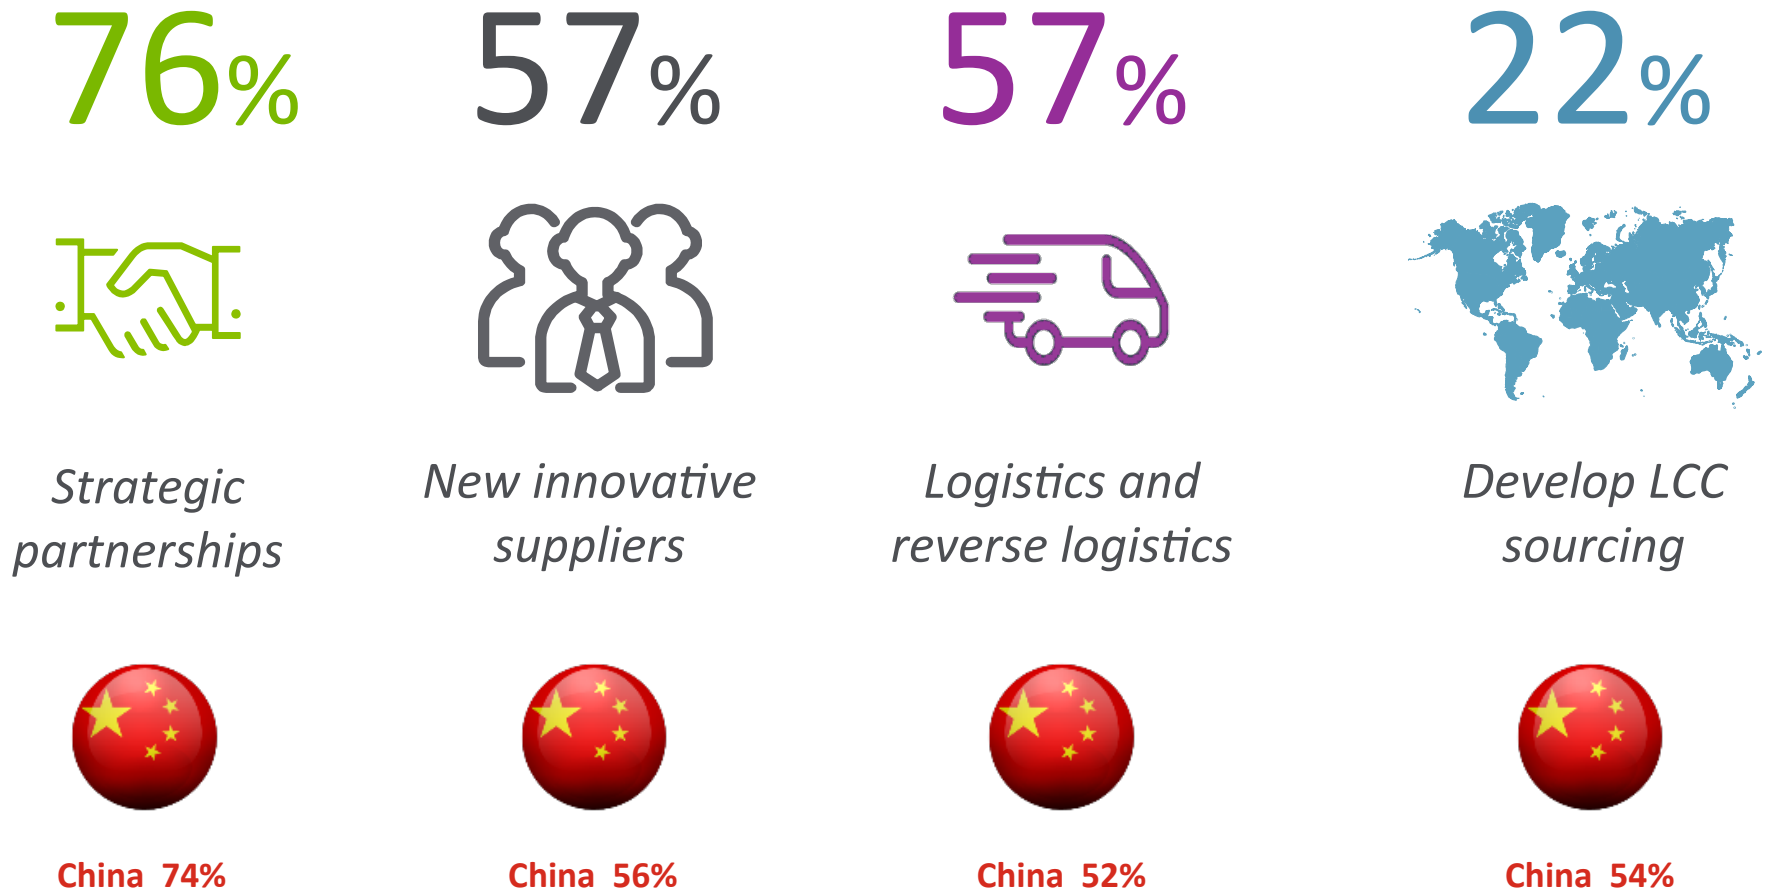 76%
57%
57%
22%
Strategic
partnerships
New innovative
suppliers
Logistics and
reverse logistics
Develop LCC
sourcing
China 74%
China 56%
China 52%
China 54%